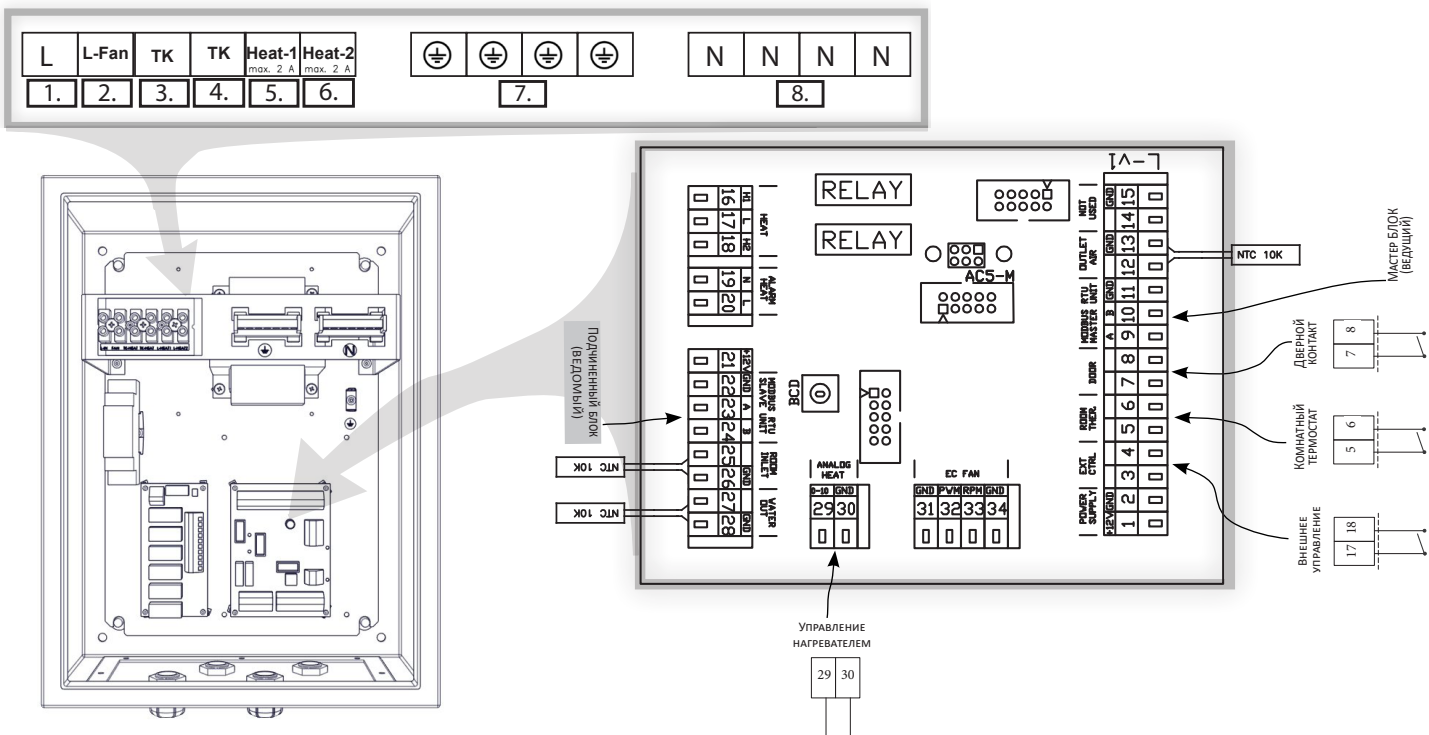 L L-Fan TK TK Heat-1 Heat-2
max. 2 A max. 2 A
1. 2. 3. 4. 5. 6. 7. 8.
N N N N
N
Подчиненный блок
(ведомый)
NTC 10K
NTC 10K
H1 L H2
16 17 18
HEAT
N L
19 20
ALARM
HEAT
+12V GND A B
21 22 23 24
MODBUS RTU
SLAVE UNIT
25 26
GND
ROOM
INLET
27 28
GND
WATER
OUT
RELAY
RELAY
AC5-M
BCD
ANALOG
HEAT
0-10 GND
29 30
EC FAN
GND PWM RPM GND
31 32 33 34
L-v1
NOT
USED
GND
15 14
OUTLET
AIR
GND
13 12
MODBUS RTU
MASTER UNIT
GND B A
11 10 9
DOOR
8 7
ROOM
THER.
6 5
EXT
CTRL
4 3
POWER
SUPPLY
+12V GND
1 2
NTC 10K
Мастер блок
(ведущий)
Дверной
контакт
7 8
Комнатный
термостат
5 6
Внешнее
управление
17 18
Управление
нагревателем
29 30